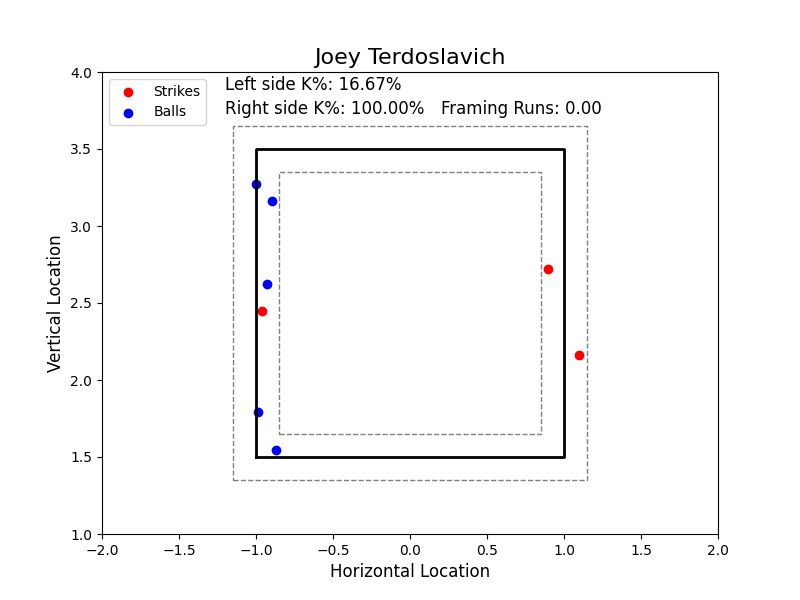 Joey Terdoslavich
Strikes
Balls
Left side K%: 16.67%
Right side K%: 100.00%
Framing Runs: 0.00
Vertical Location
4.0
3.5
3.0
2.5
2.0
1.5
1.0
−2.0
−1.5
−1.0
−0.5
0.0
0.5
1.0
1.5
2.0
Horizontal Location